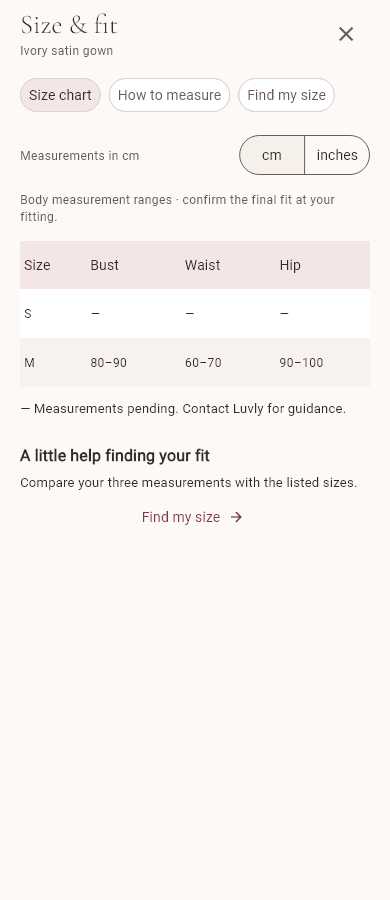 Size & fit
Ivory satin gown
Size chart How to measure Find my size
Measurements in cm cm inches
Body measurement ranges · confirm the final fit at your
fitting.
Size Bust Waist Hip
S – – –
M 80–90 60–70 90–100
— Measurements pending. Contact Luvly for guidance.
A little help finding your fit
Compare your three measurements with the listed sizes.
Find my size →